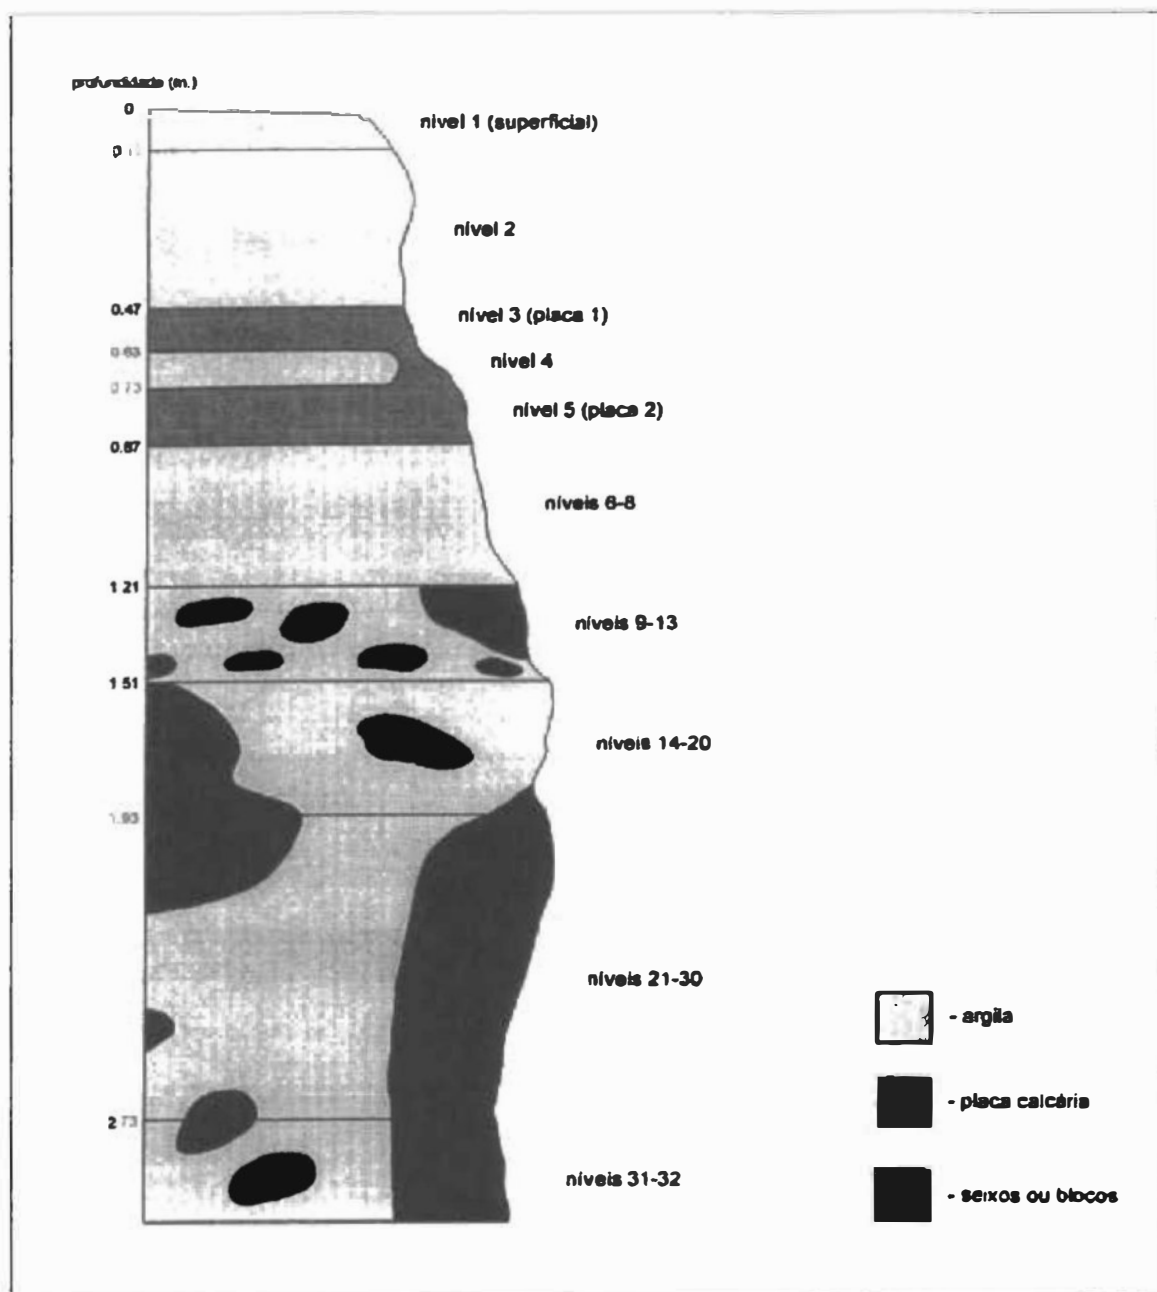 profundidade (m.)
0
nível 1 (superficial)
nível 2
0.47
nível 3 (placa 1)
0.63
nível 4
0.73
nível 5 (placa 2)
0.87
níveis 6-8
1 21
níveis 9-13
1 51
níveis 14-20
1.93
níveis 21-30
- argila
- placa calcária
2 73
níveis 31-32
- seixos ou blocos